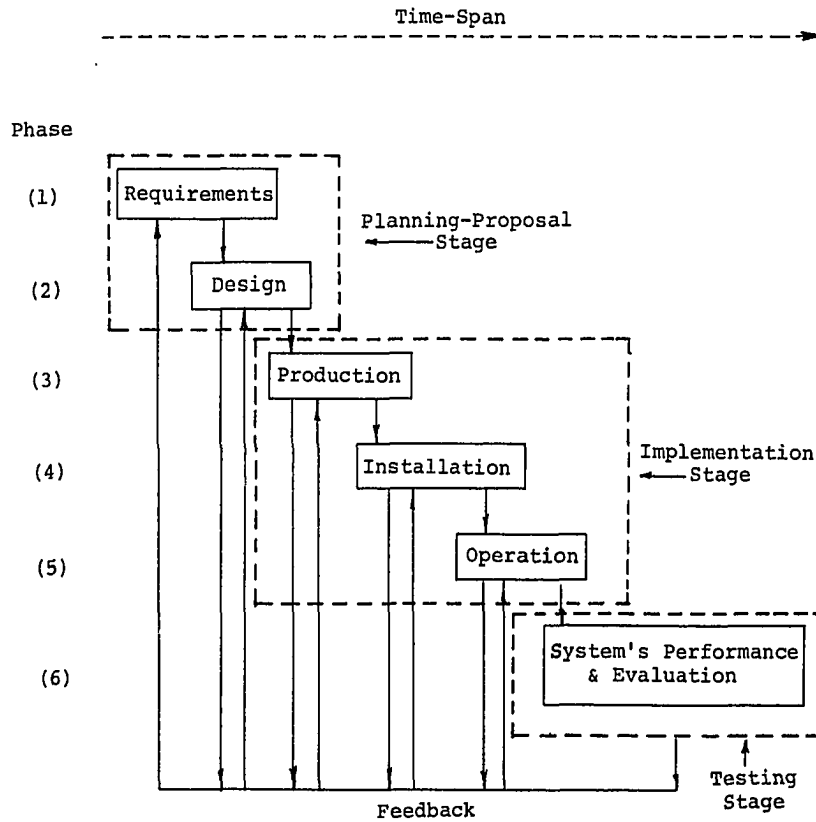 Time-Span
Phase
(1)
Requirements
Planning-Proposal
Stage
(2)
Design
(3)
Production
(4)
Installation
Implementation
Stage
(5)
Operation
(6)
System's Performance
& Evaluation
Testing
Stage
Feedback